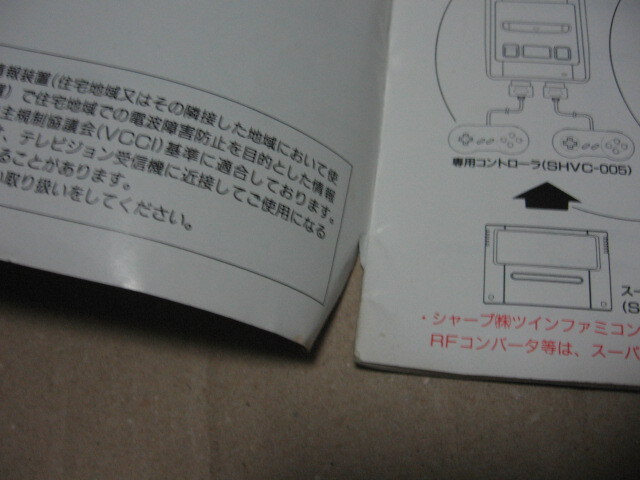 情報装置(住宅地域又はその隣接した地域において使
)で住宅地域での電波障害防止を目的とした情報
主規制協議会(VCCI)基準に適合しております。
、テレビジョン受信機に近接してご使用になる
ることがあります。
い取り扱いをしてください。
専用コントローラ(SHVC-005)
スー
(S
・シャープ㈱ツインファミコン
RFコンバータ等は、スーパ